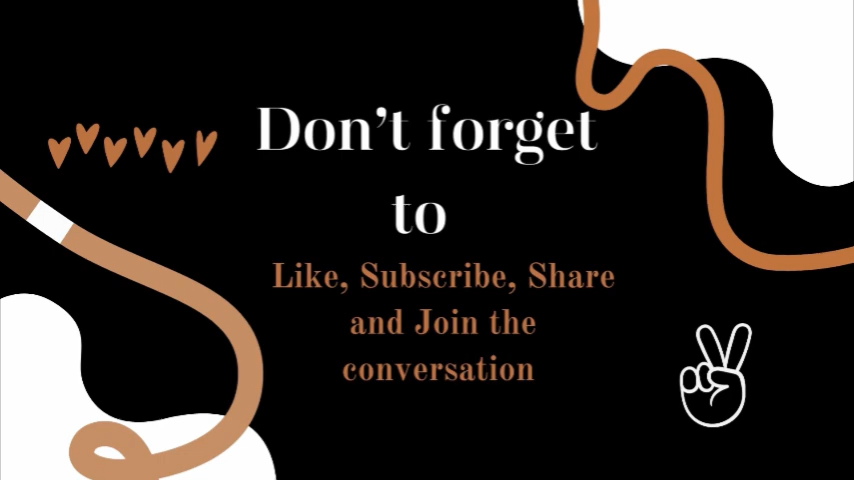 Don't forget
to
Like, Subscribe, Share
and Join the
conversation